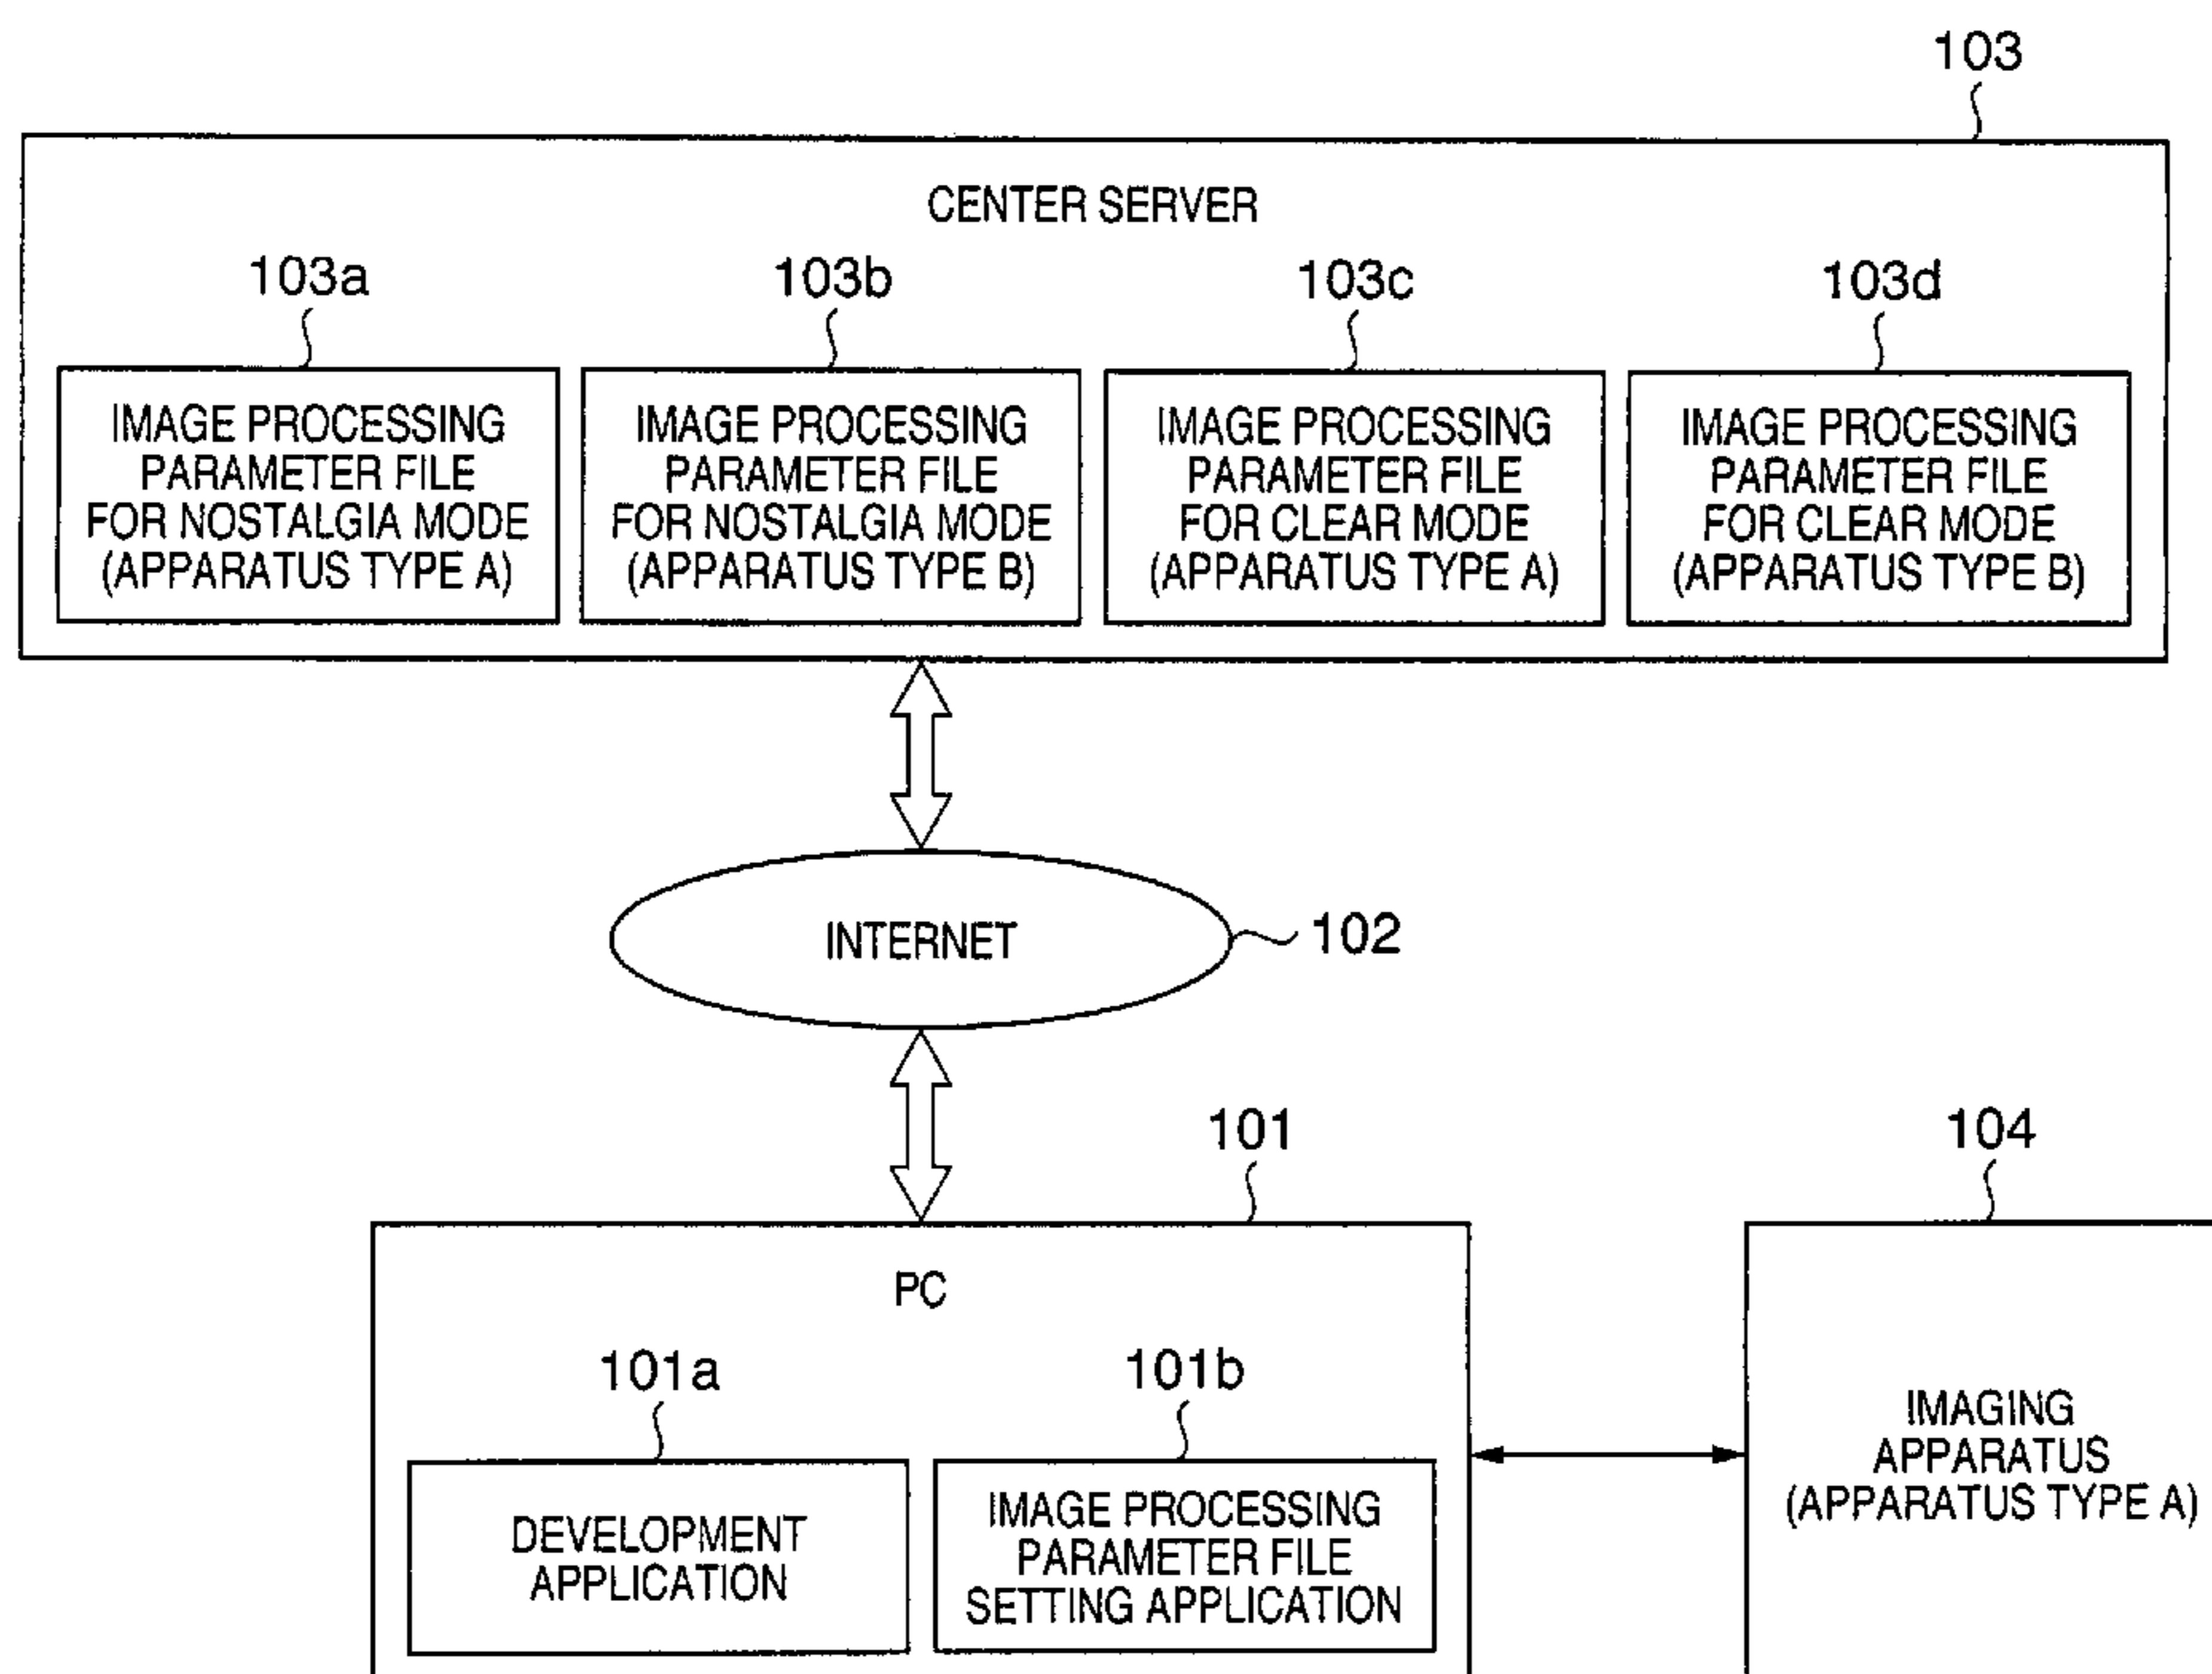 103
CENTER SERVER
103a
103b
103c
103d
IMAGE PROCESSING
PARAMETER FILE
FOR NOSTALGIA MODE
(APPARATUS TYPE A)
IMAGE PROCESSING
PARAMETER FILE
FOR NOSTALGIA MODE
(APPARATUS TYPE B)
IMAGE PROCESSING
PARAMETER FILE
FOR CLEAR MODE
(APPARATUS TYPE A)
IMAGE PROCESSING
PARAMETER FILE
FOR CLEAR MODE
(APPARATUS TYPE B)
INTERNET
102
101
104
PC
101a
101b
DEVELOPMENT
APPLICATION
IMAGE PROCESSING
PARAMETER FILE
SETTING APPLICATION
IMAGING
APPARATUS
(APPARATUS TYPE A)